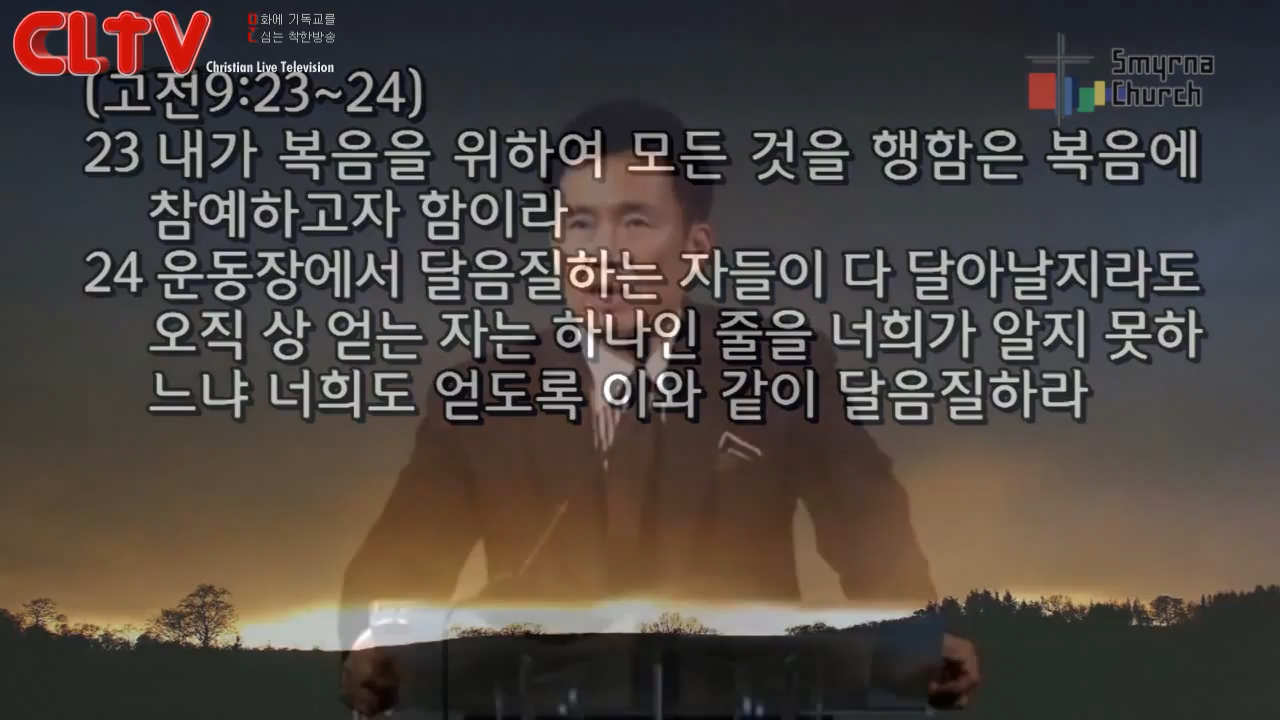 CLTV
문화에 기독교를
심는 착한방송
Christian Live Television
Smyrna
Church
(고전9:23~24)
23 내가 복음을 위하여 모든 것을 행함은 복음에
참예하고자 함이라
24 운동장에서 달음질하는 자들이 다 달아날지라도
오직 상 얻는 자는 하나인 줄을 너희가 알지 못하
느냐 너희도 얻도록 이와 같이 달음질하라